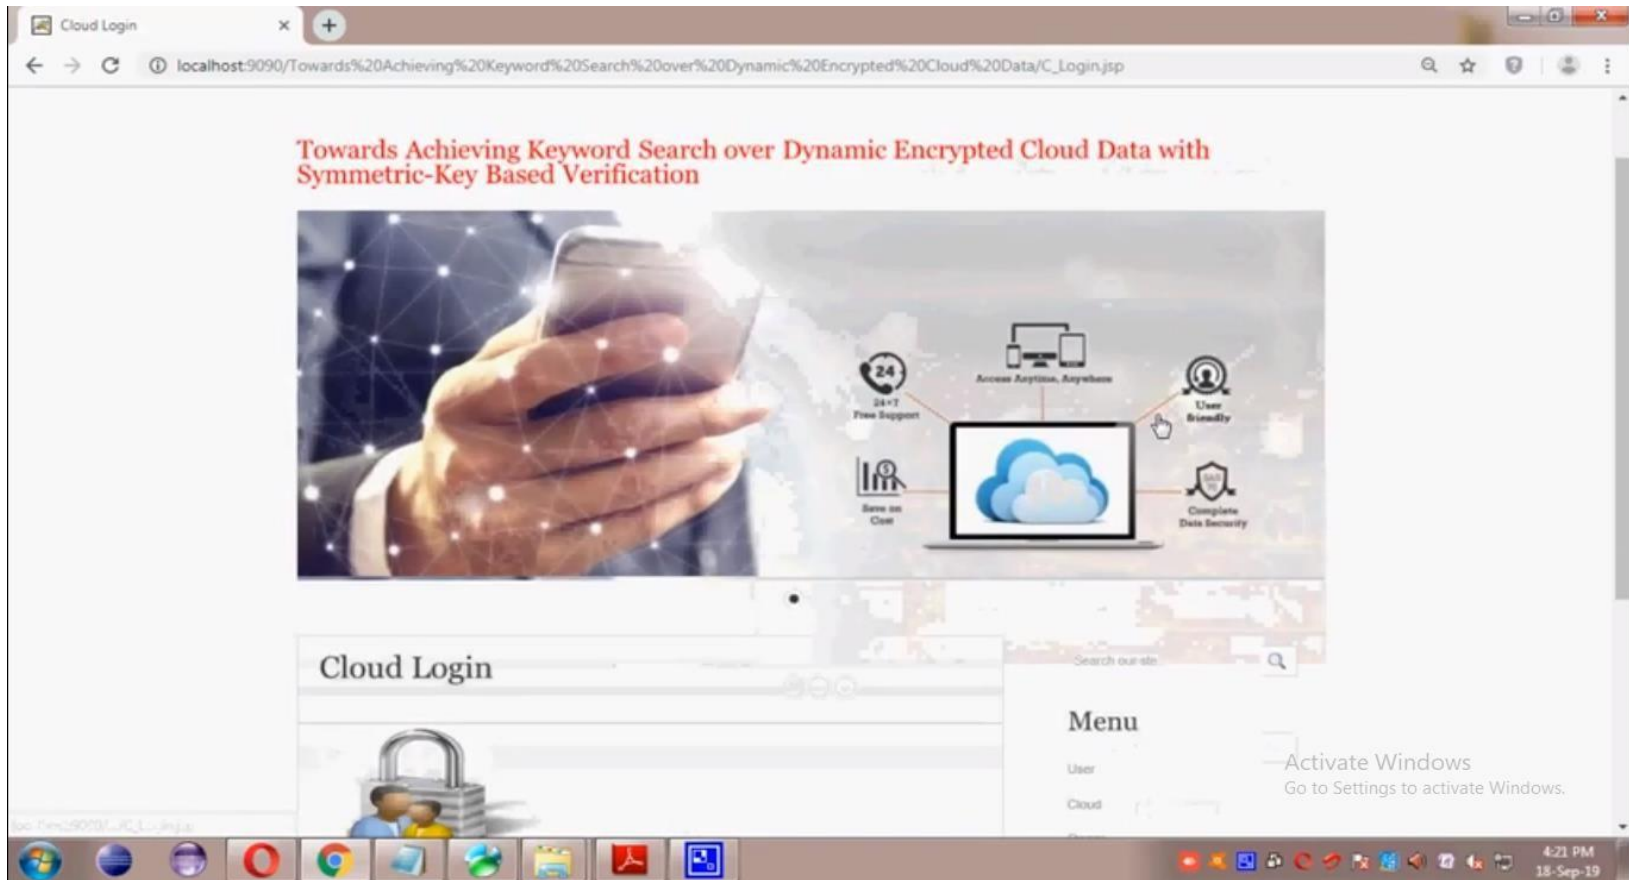 Cloud Login
localhost:9090/Towards%20Achieving%20Keyword%20Search%20over%20Dynamic%20Encrypted%20Cloud%20Data/C_Login.jsp
Towards Achieving Keyword Search over Dynamic Encrypted Cloud Data with
Symmetric-Key Based Verification
Access Anytime, Anywhere
24
24×7
Free Support
User
friendly
Save on
Cost
Complete
Data Security
Cloud Login
Search our site
Menu
User
Cloud
Activate Windows
Go to Settings to activate Windows.
4:21 PM
18-Sep-19